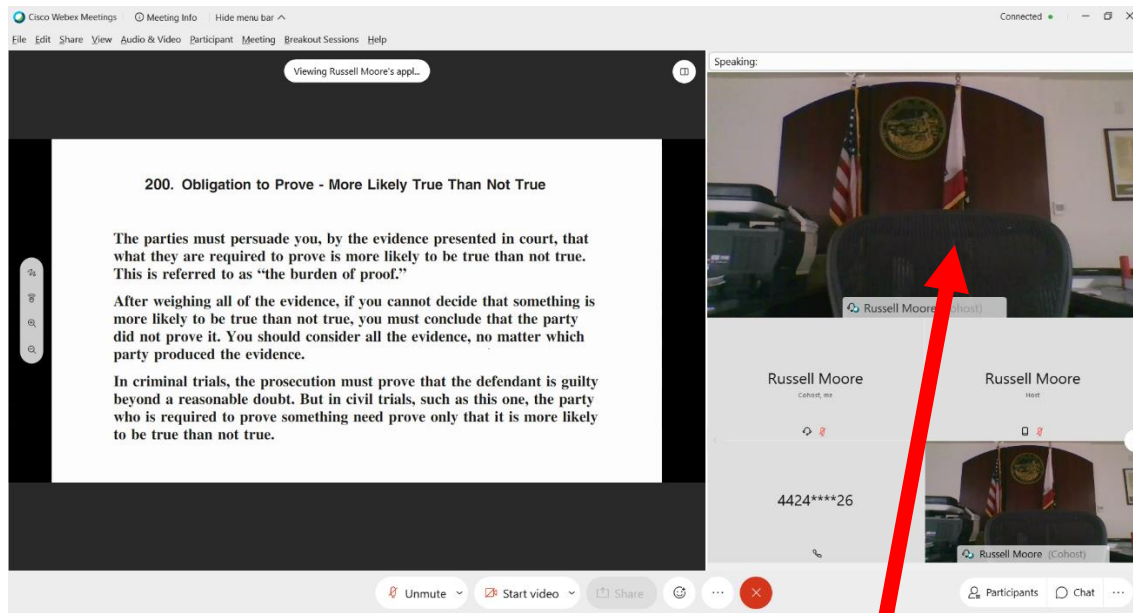 Cisco Webex Meetings Meeting Info Hide menu bar Connected
File Edit Share View Audio & Video Participant Meeting Breakout Sessions Help
Viewing Russell Moore's appl...
200. Obligation to Prove - More Likely True Than Not True
The parties must persuade you, by the evidence presented in court, that
what they are required to prove is more likely to be true than not true.
This is referred to as “the burden of proof.”
After weighing all of the evidence, if you cannot decide that something is
more likely to be true than not true, you must conclude that the party
did not prove it. You should consider all the evidence, no matter which
party produced the evidence.
In criminal trials, the prosecution must prove that the defendant is guilty
beyond a reasonable doubt. But in civil trials, such as this one, the party
who is required to prove something need prove only that it is more likely
to be true than not true.
Speaking:
Russell Moore (Cohost)
Russell Moore
Cohost, me
Russell Moore
Host
4424****26
Russell Moore (Cohost)
Unmute Start video Share Participants Chat